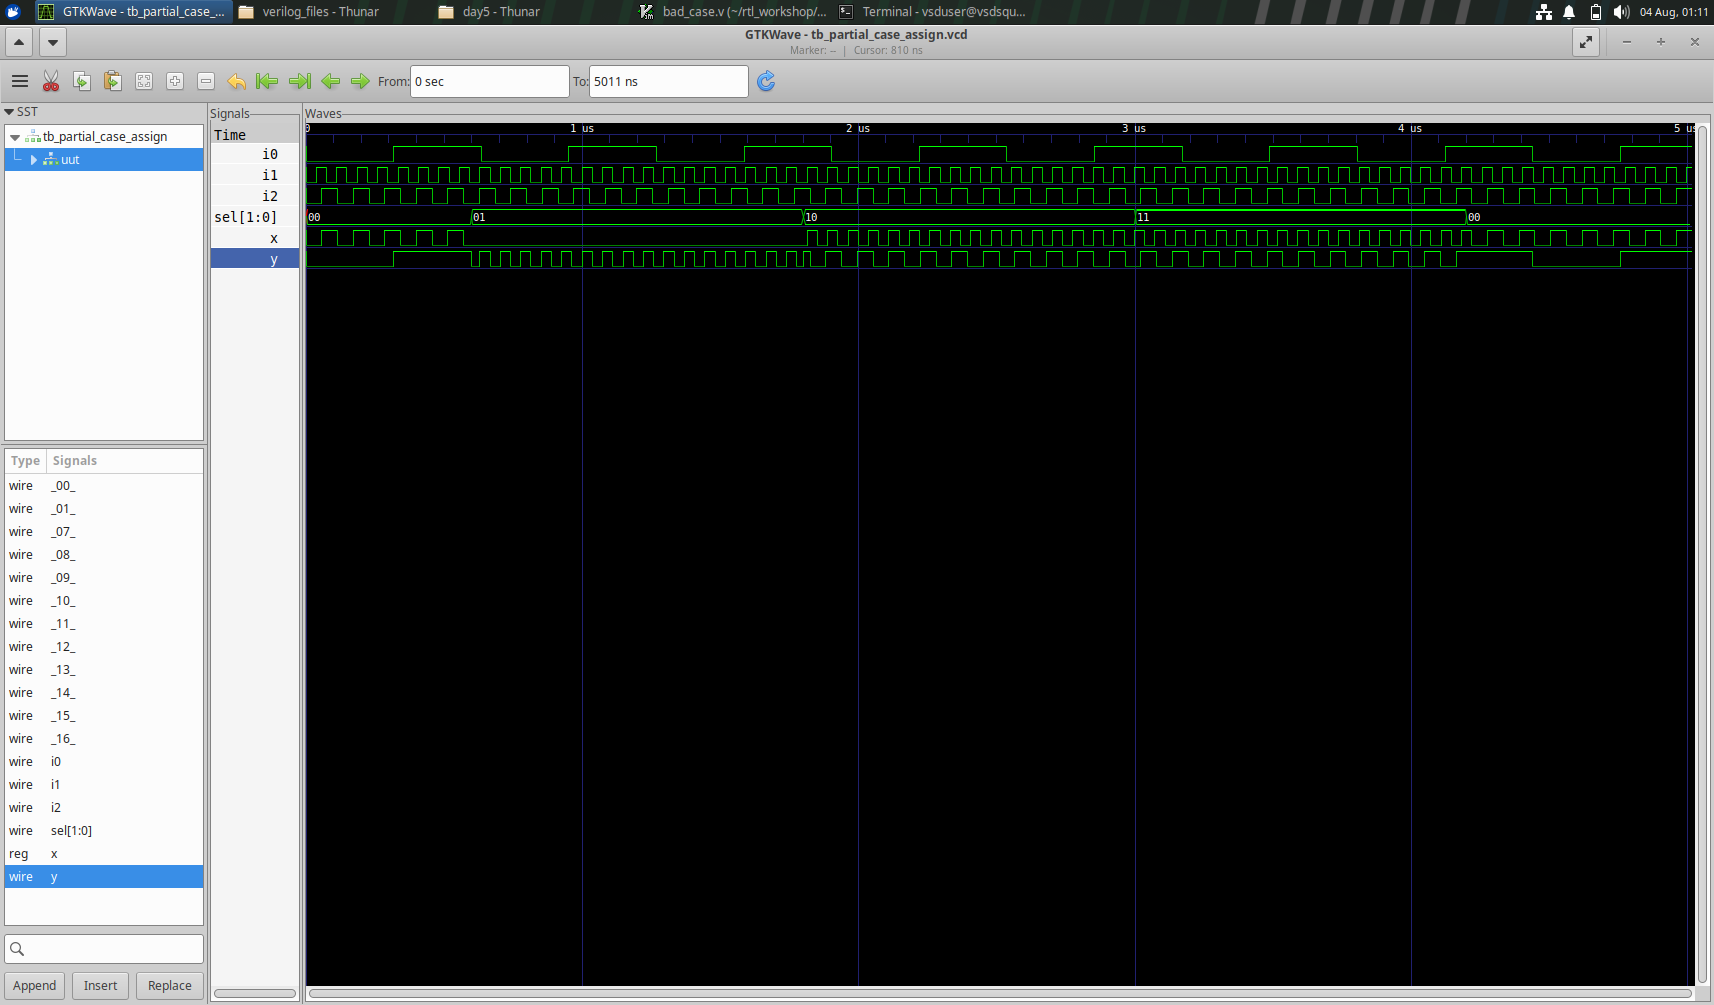 GTKWave - tb_partial_case_...
verilog_files - Thunar
day5 - Thunar
bad_case.v (~/rtl_workshop/...
Terminal - vsduser@vsdsqu...
04 Aug, 01:11
GTKWave - tb_partial_case_assign.vcd
Marker: -- | Cursor: 810 ns
From: 0 sec
To: 5011 ns
SST
tb_partial_case_assign
uut
Type Signals
wire _00_
wire _01_
wire _07_
wire _08_
wire _09_
wire _10_
wire _11_
wire _12_
wire _13_
wire _14_
wire _15_
wire _16_
wire i0
wire i1
wire i2
wire sel[1:0]
reg x
wire y
Append Insert Replace
Signals
Time
i0
i1
i2
sel[1:0]
x
y
Waves
0 1 us 2 us 3 us 4 us 5 us
00 01 10 11 00